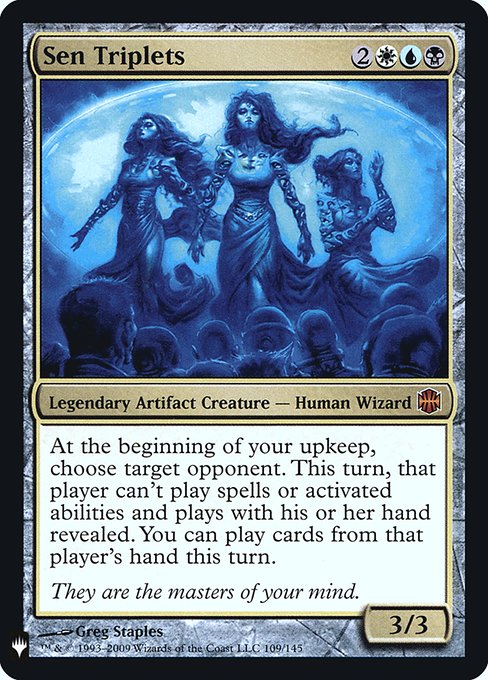 Sen Triplets 2
Legendary Artifact Creature — Human Wizard
At the beginning of your upkeep,
choose target opponent. This turn, that
player can't play spells or activated
abilities and plays with his or her hand
revealed. You can play cards from that
player's hand this turn.
They are the masters of your mind.
3/3
Greg Staples
™ & © 1993–2009 Wizards of the Coast LLC 109/145